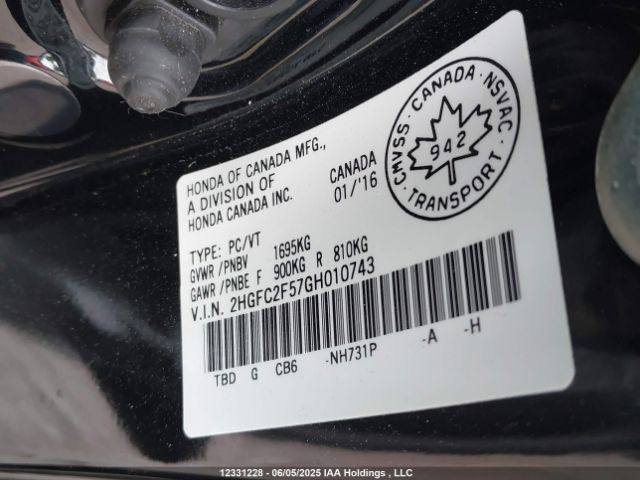 HONDA OF CANADA MFG.,
A DIVISION OF
HONDA CANADA INC.
CANADA
01/'16
CMVSS · CANADA · NSVAC
942
TRANSPORT
TYPE: PC/VT
GVWR/PNBV 1695KG
GAWR/PNBE F 900KG R 810KG
V.I.N. 2HGFC2F57GH010743
TBD G CB6 -NH731P -A -H
12331228 - 06/05/2025 IAA Holdings , LLC